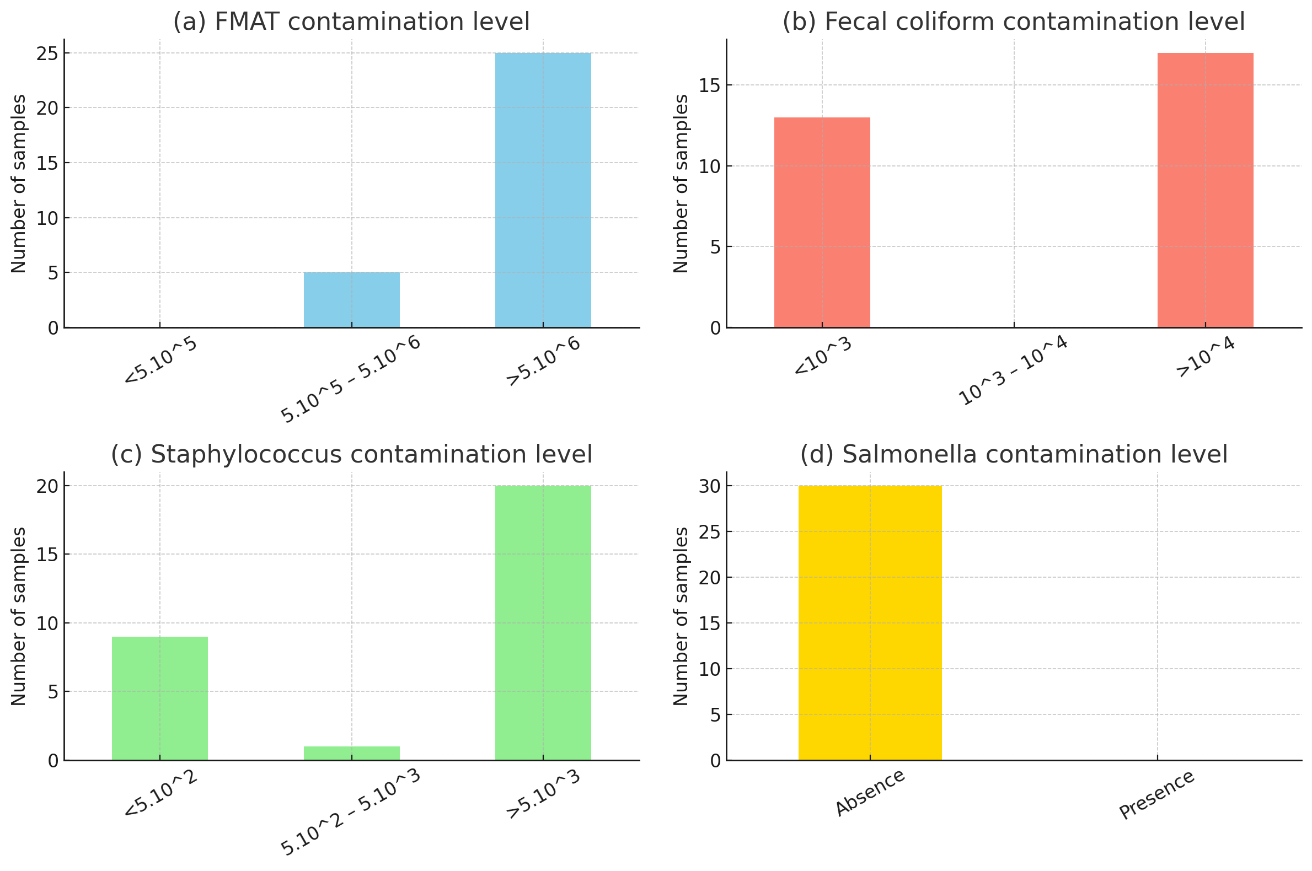 (a) FMAT contamination level
Number of samples
25
20
15
10
5
0
<5.10^5
5.10^5 – 5.10^6
>5.10^6
(b) Fecal coliform contamination level
Number of samples
15
10
5
0
<10^3
10^3 – 10^4
>10^4
(c) Staphylococcus contamination level
Number of samples
20
15
10
5
0
<5.10^2
5.10^2 – 5.10^3
>5.10^3
(d) Salmonella contamination level
Number of samples
30
25
20
15
10
5
0
Absence
Presence